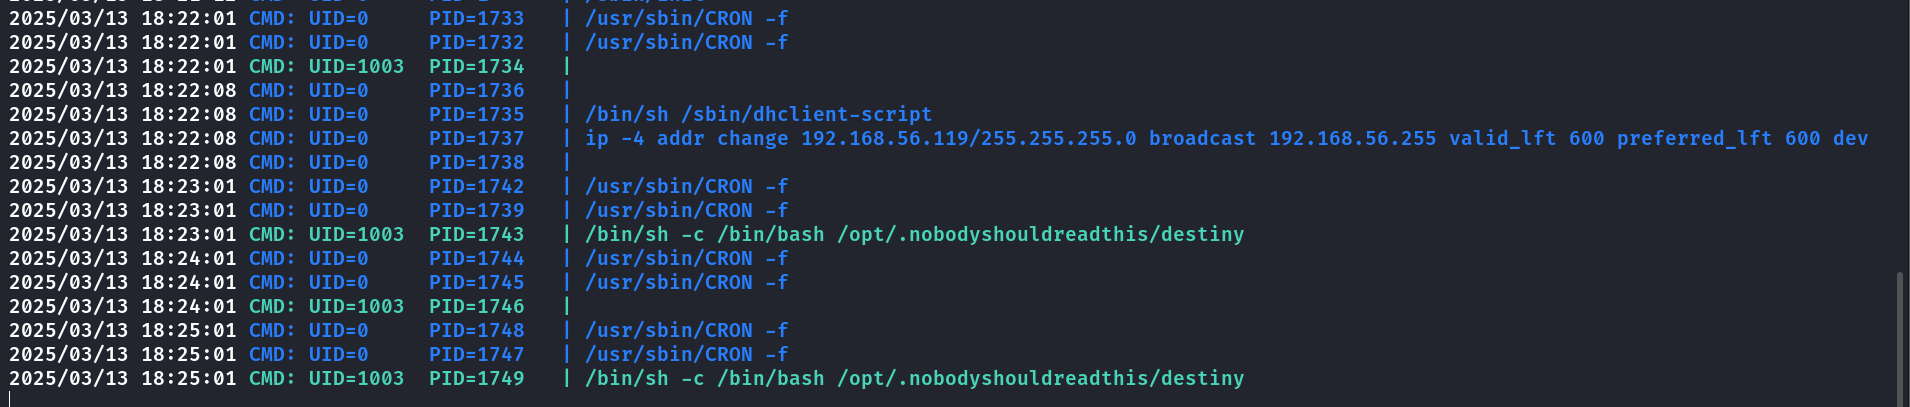 2025/03/13 18:22:01 CMD: UID=0     PID=1733   | /usr/sbin/CRON -f
2025/03/13 18:22:01 CMD: UID=0     PID=1732   | /usr/sbin/CRON -f
2025/03/13 18:22:01 CMD: UID=1003  PID=1734   |
2025/03/13 18:22:08 CMD: UID=0     PID=1736   |
2025/03/13 18:22:08 CMD: UID=0     PID=1735   | /bin/sh /sbin/dhclient-script
2025/03/13 18:22:08 CMD: UID=0     PID=1737   | ip -4 addr change 192.168.56.119/255.255.255.0 broadcast 192.168.56.255 valid_lft 600 preferred_lft 600 dev
2025/03/13 18:22:08 CMD: UID=0     PID=1738   |
2025/03/13 18:23:01 CMD: UID=0     PID=1742   | /usr/sbin/CRON -f
2025/03/13 18:23:01 CMD: UID=0     PID=1739   | /usr/sbin/CRON -f
2025/03/13 18:23:01 CMD: UID=1003  PID=1743   | /bin/sh -c /bin/bash /opt/.nobodyshouldreadthis/destiny
2025/03/13 18:24:01 CMD: UID=0     PID=1744   | /usr/sbin/CRON -f
2025/03/13 18:24:01 CMD: UID=0     PID=1745   | /usr/sbin/CRON -f
2025/03/13 18:24:01 CMD: UID=1003  PID=1746   |
2025/03/13 18:25:01 CMD: UID=0     PID=1748   | /usr/sbin/CRON -f
2025/03/13 18:25:01 CMD: UID=0     PID=1747   | /usr/sbin/CRON -f
2025/03/13 18:25:01 CMD: UID=1003  PID=1749   | /bin/sh -c /bin/bash /opt/.nobodyshouldreadthis/destiny